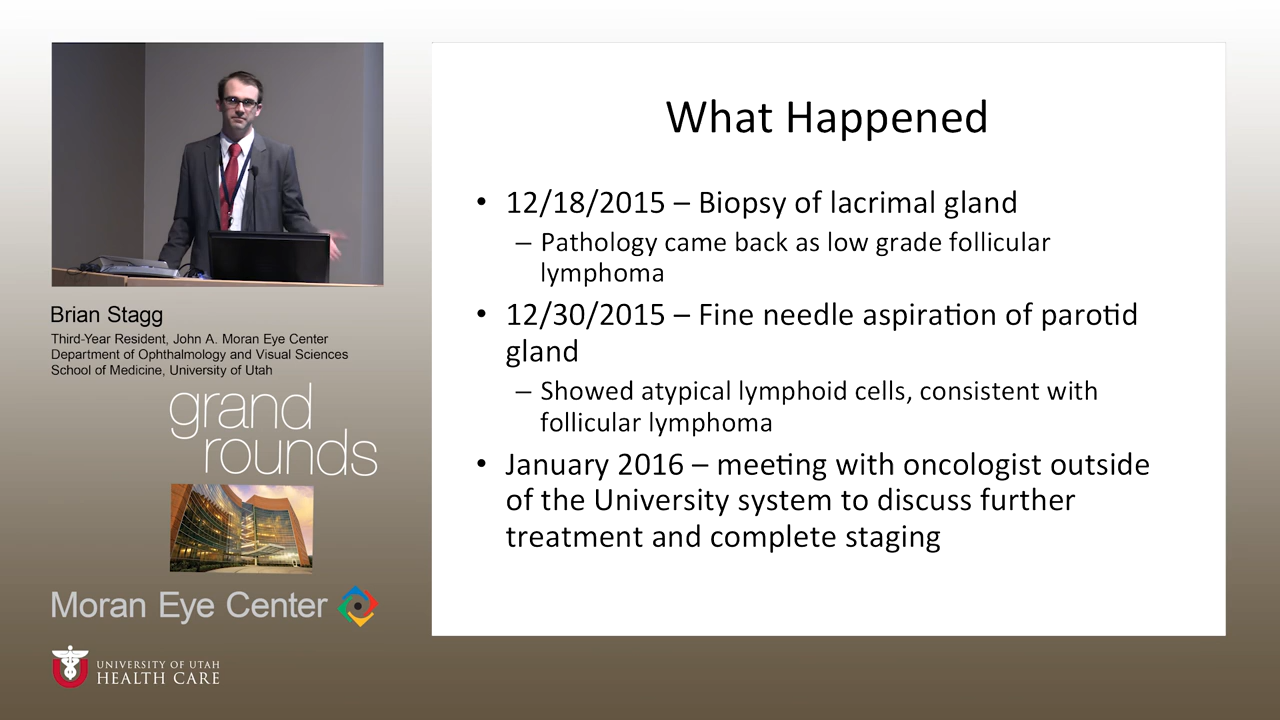 What Happened
• 12/18/2015 – Biopsy of lacrimal gland
– Pathology came back as low grade follicular
lymphoma
• 12/30/2015 – Fine needle aspiration of parotid
gland
– Showed atypical lymphoid cells, consistent with
follicular lymphoma
• January 2016 – meeting with oncologist outside
of the University system to discuss further
treatment and complete staging
Brian Stagg
Third-Year Resident, John A. Moran Eye Center
Department of Ophthalmology and Visual Sciences
School of Medicine, University of Utah
grand
rounds
Moran Eye Center
U
UNIVERSITY OF UTAH
HEALTH CARE